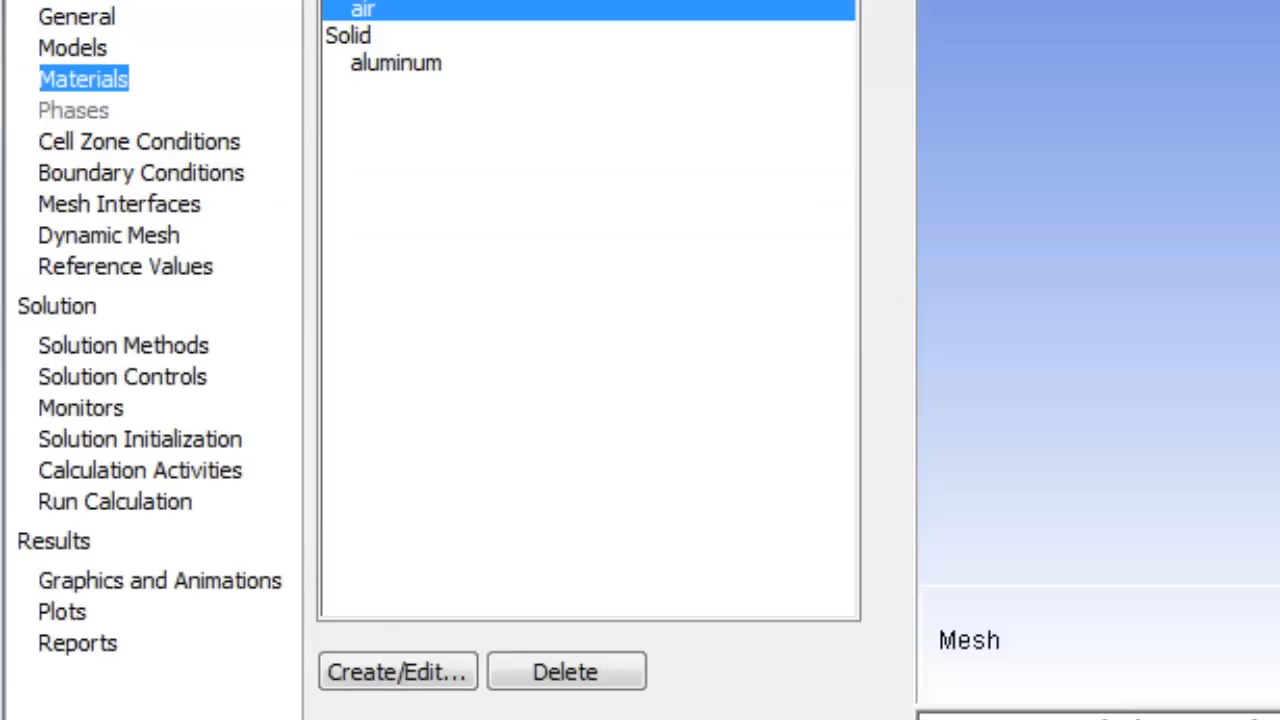 General
Models
Materials
Phases
Cell Zone Conditions
Boundary Conditions
Mesh Interfaces
Dynamic Mesh
Reference Values
Solution
Solution Methods
Solution Controls
Monitors
Solution Initialization
Calculation Activities
Run Calculation
Results
Graphics and Animations
Plots
Reports
air
Solid
aluminum
Create/Edit...
Delete
Mesh